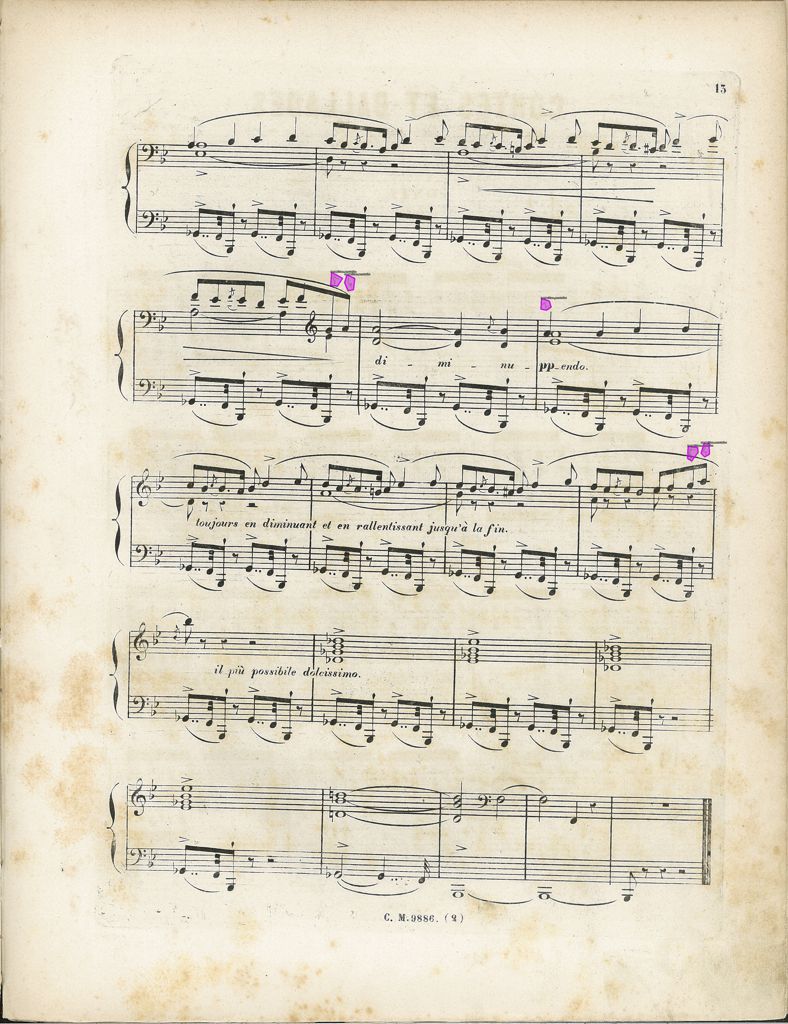 13
di - mi - nu - pp - endo.
toujours en diminuant et en rallentissant jusqu'à la fin.
il più possibile dolcissimo.
C. M. 9886. (2)